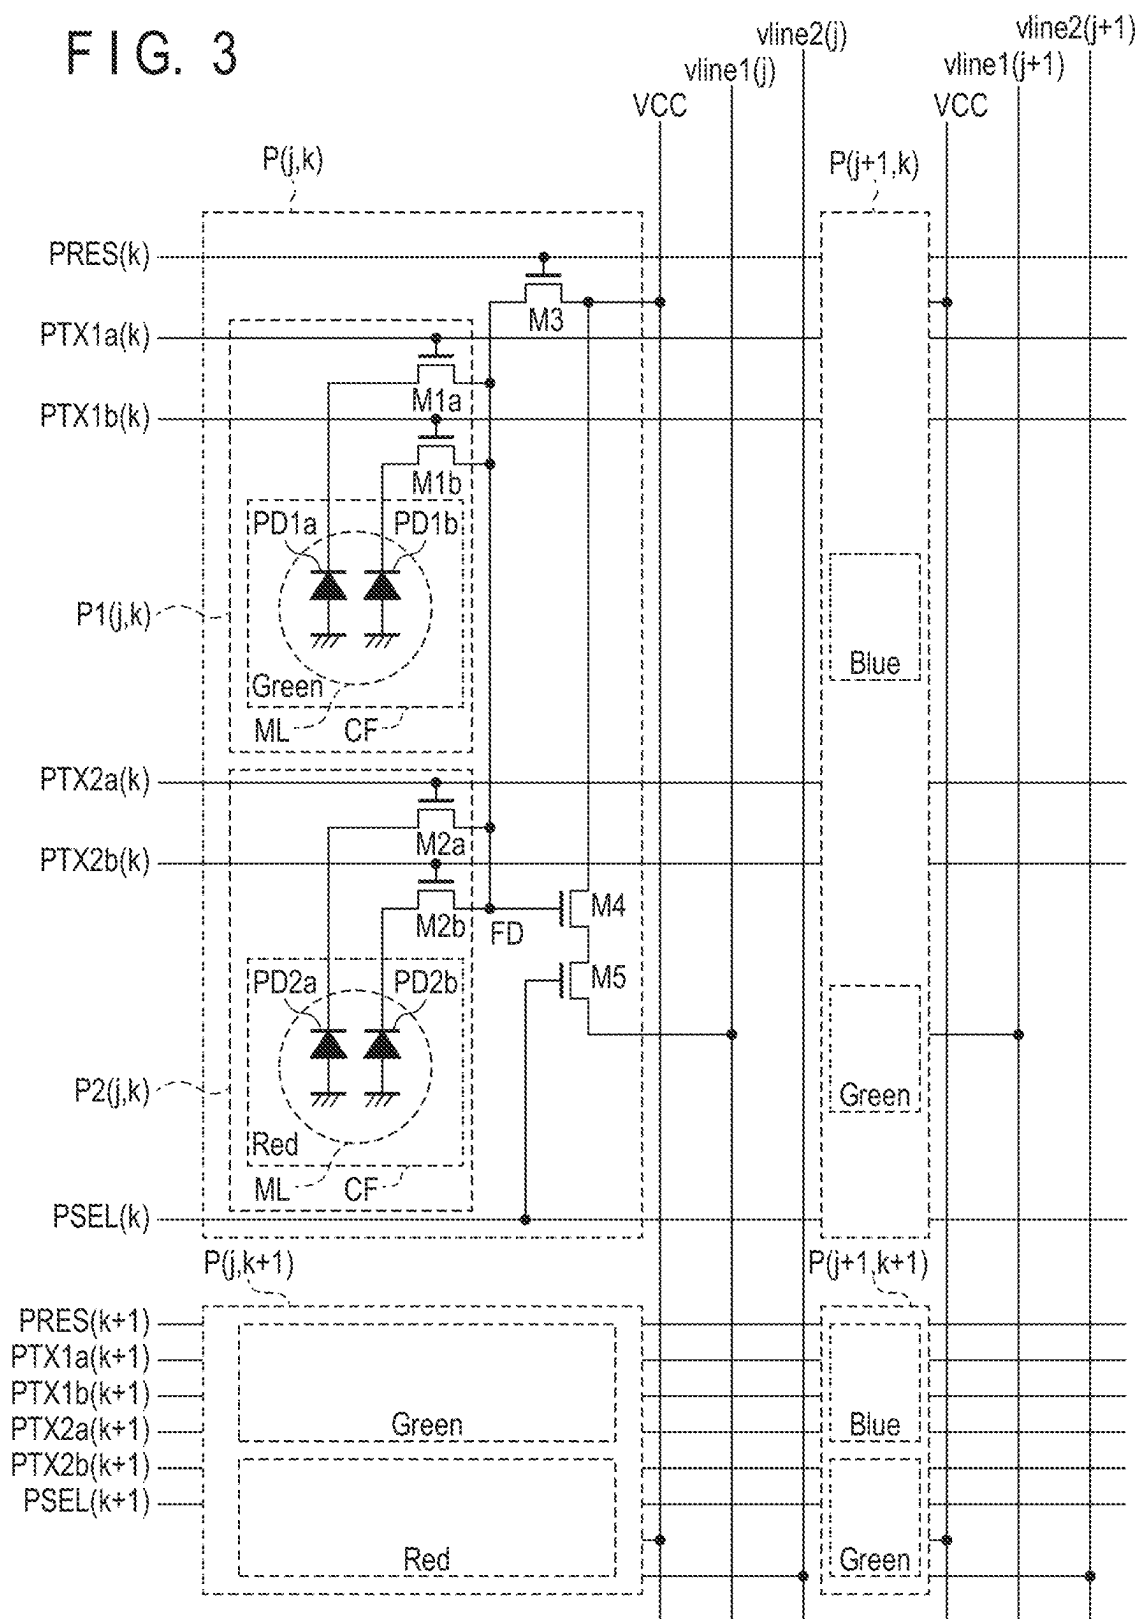 FIG. 3
vline2(j)
vline2(j+1)
vline1(j)
vline1(j+1)
VCC
VCC
P(j,k)
P(j+1,k)
PRES(k)
M3
PTX1a(k)
M1a
PTX1b(k)
M1b
PD1a
PD1b
P1(j,k)
Blue
Green
ML
CF
PTX2a(k)
M2a
PTX2b(k)
M4
M2b
FD
PD2a
PD2b
M5
P2(j,k)
Green
Red
ML
CF
PSEL(k)
P(j,k+1)
P(j+1,k+1)
PRES(k+1)
PTX1a(k+1)
PTX1b(k+1)
PTX2a(k+1)
Green
Blue
PTX2b(k+1)
PSEL(k+1)
Red
Green